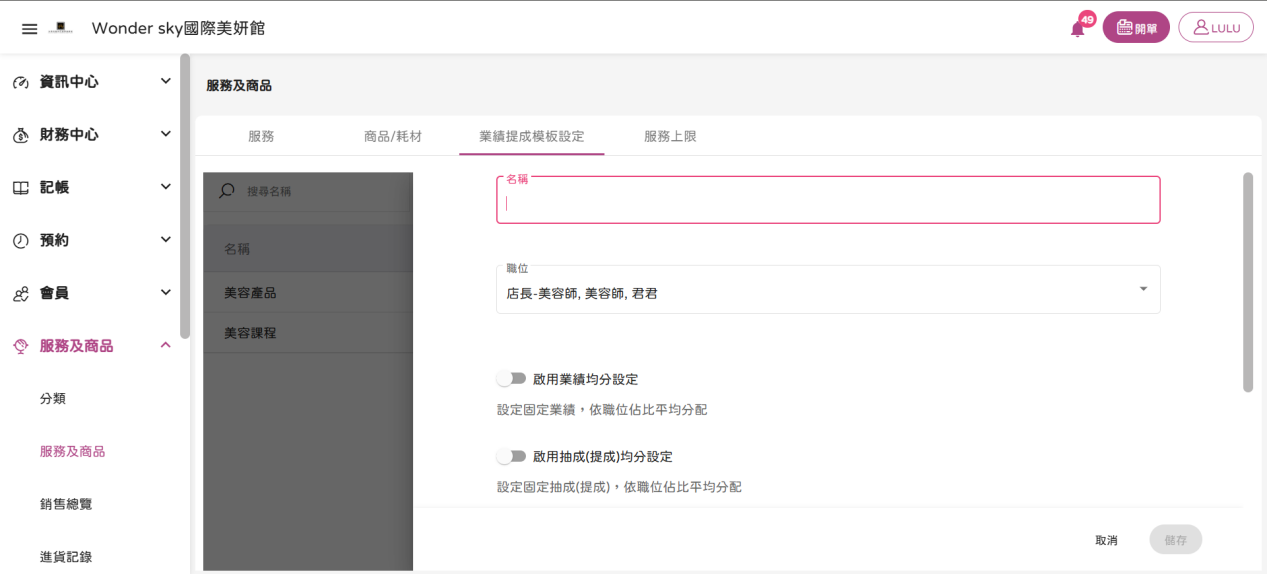 Wonder sky國際美妍館
49
開單
LULU
資訊中心
財務中心
記帳
預約
會員
服務及商品
分類
服務及商品
銷售總覽
進貨記錄
服務及商品
服務
商品/耗材
業績提成模板設定
服務上限
搜尋名稱
名稱
美容產品
美容課程
名稱
職位
店長-美容師, 美容師, 君君
啟用業績均分設定
設定固定業績，依職位佔比平均分配
啟用抽成(提成)均分設定
設定固定抽成(提成)，依職位佔比平均分配
取消
儲存